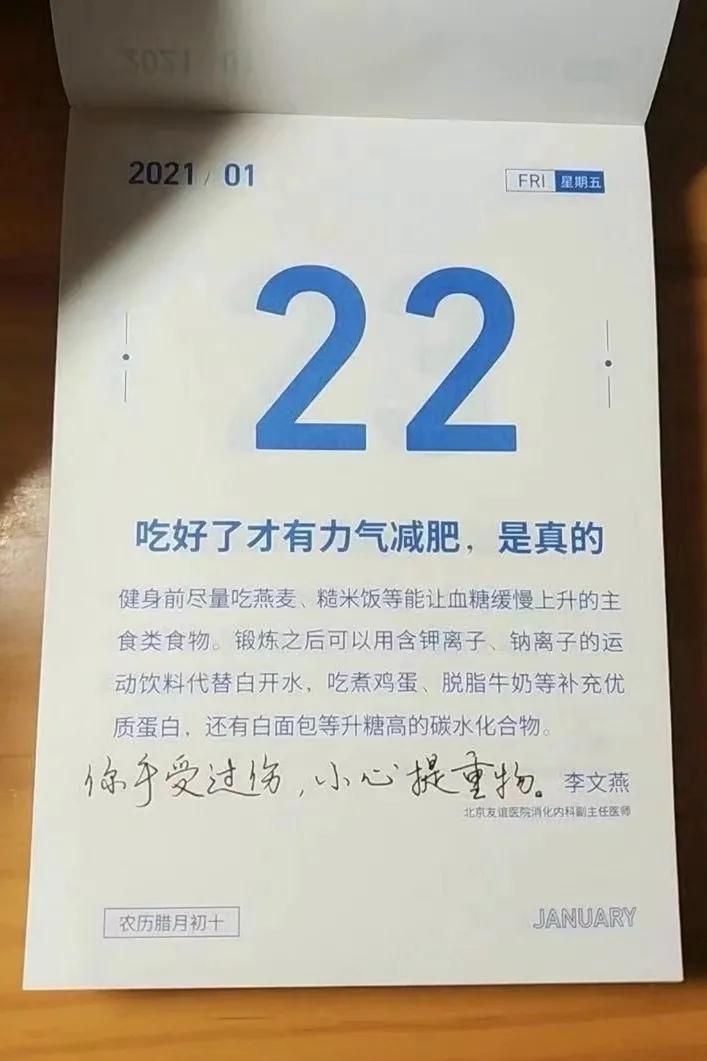 2021 / 01
FRI 星期五
22
吃好了才有力气减肥，是真的
健身前尽量吃燕麦、糙米饭等能让血糖缓慢上升的主
食类食物。锻炼之后可以用含钾离子、钠离子的运
动饮料代替白开水，吃煮鸡蛋、脱脂牛奶等补充优
质蛋白，还有白面包等升糖高的碳水化合物。
你手受过伤，小心提重物。 李文燕
北京友谊医院消化内科副主任医师
农历腊月初十
JANUARY